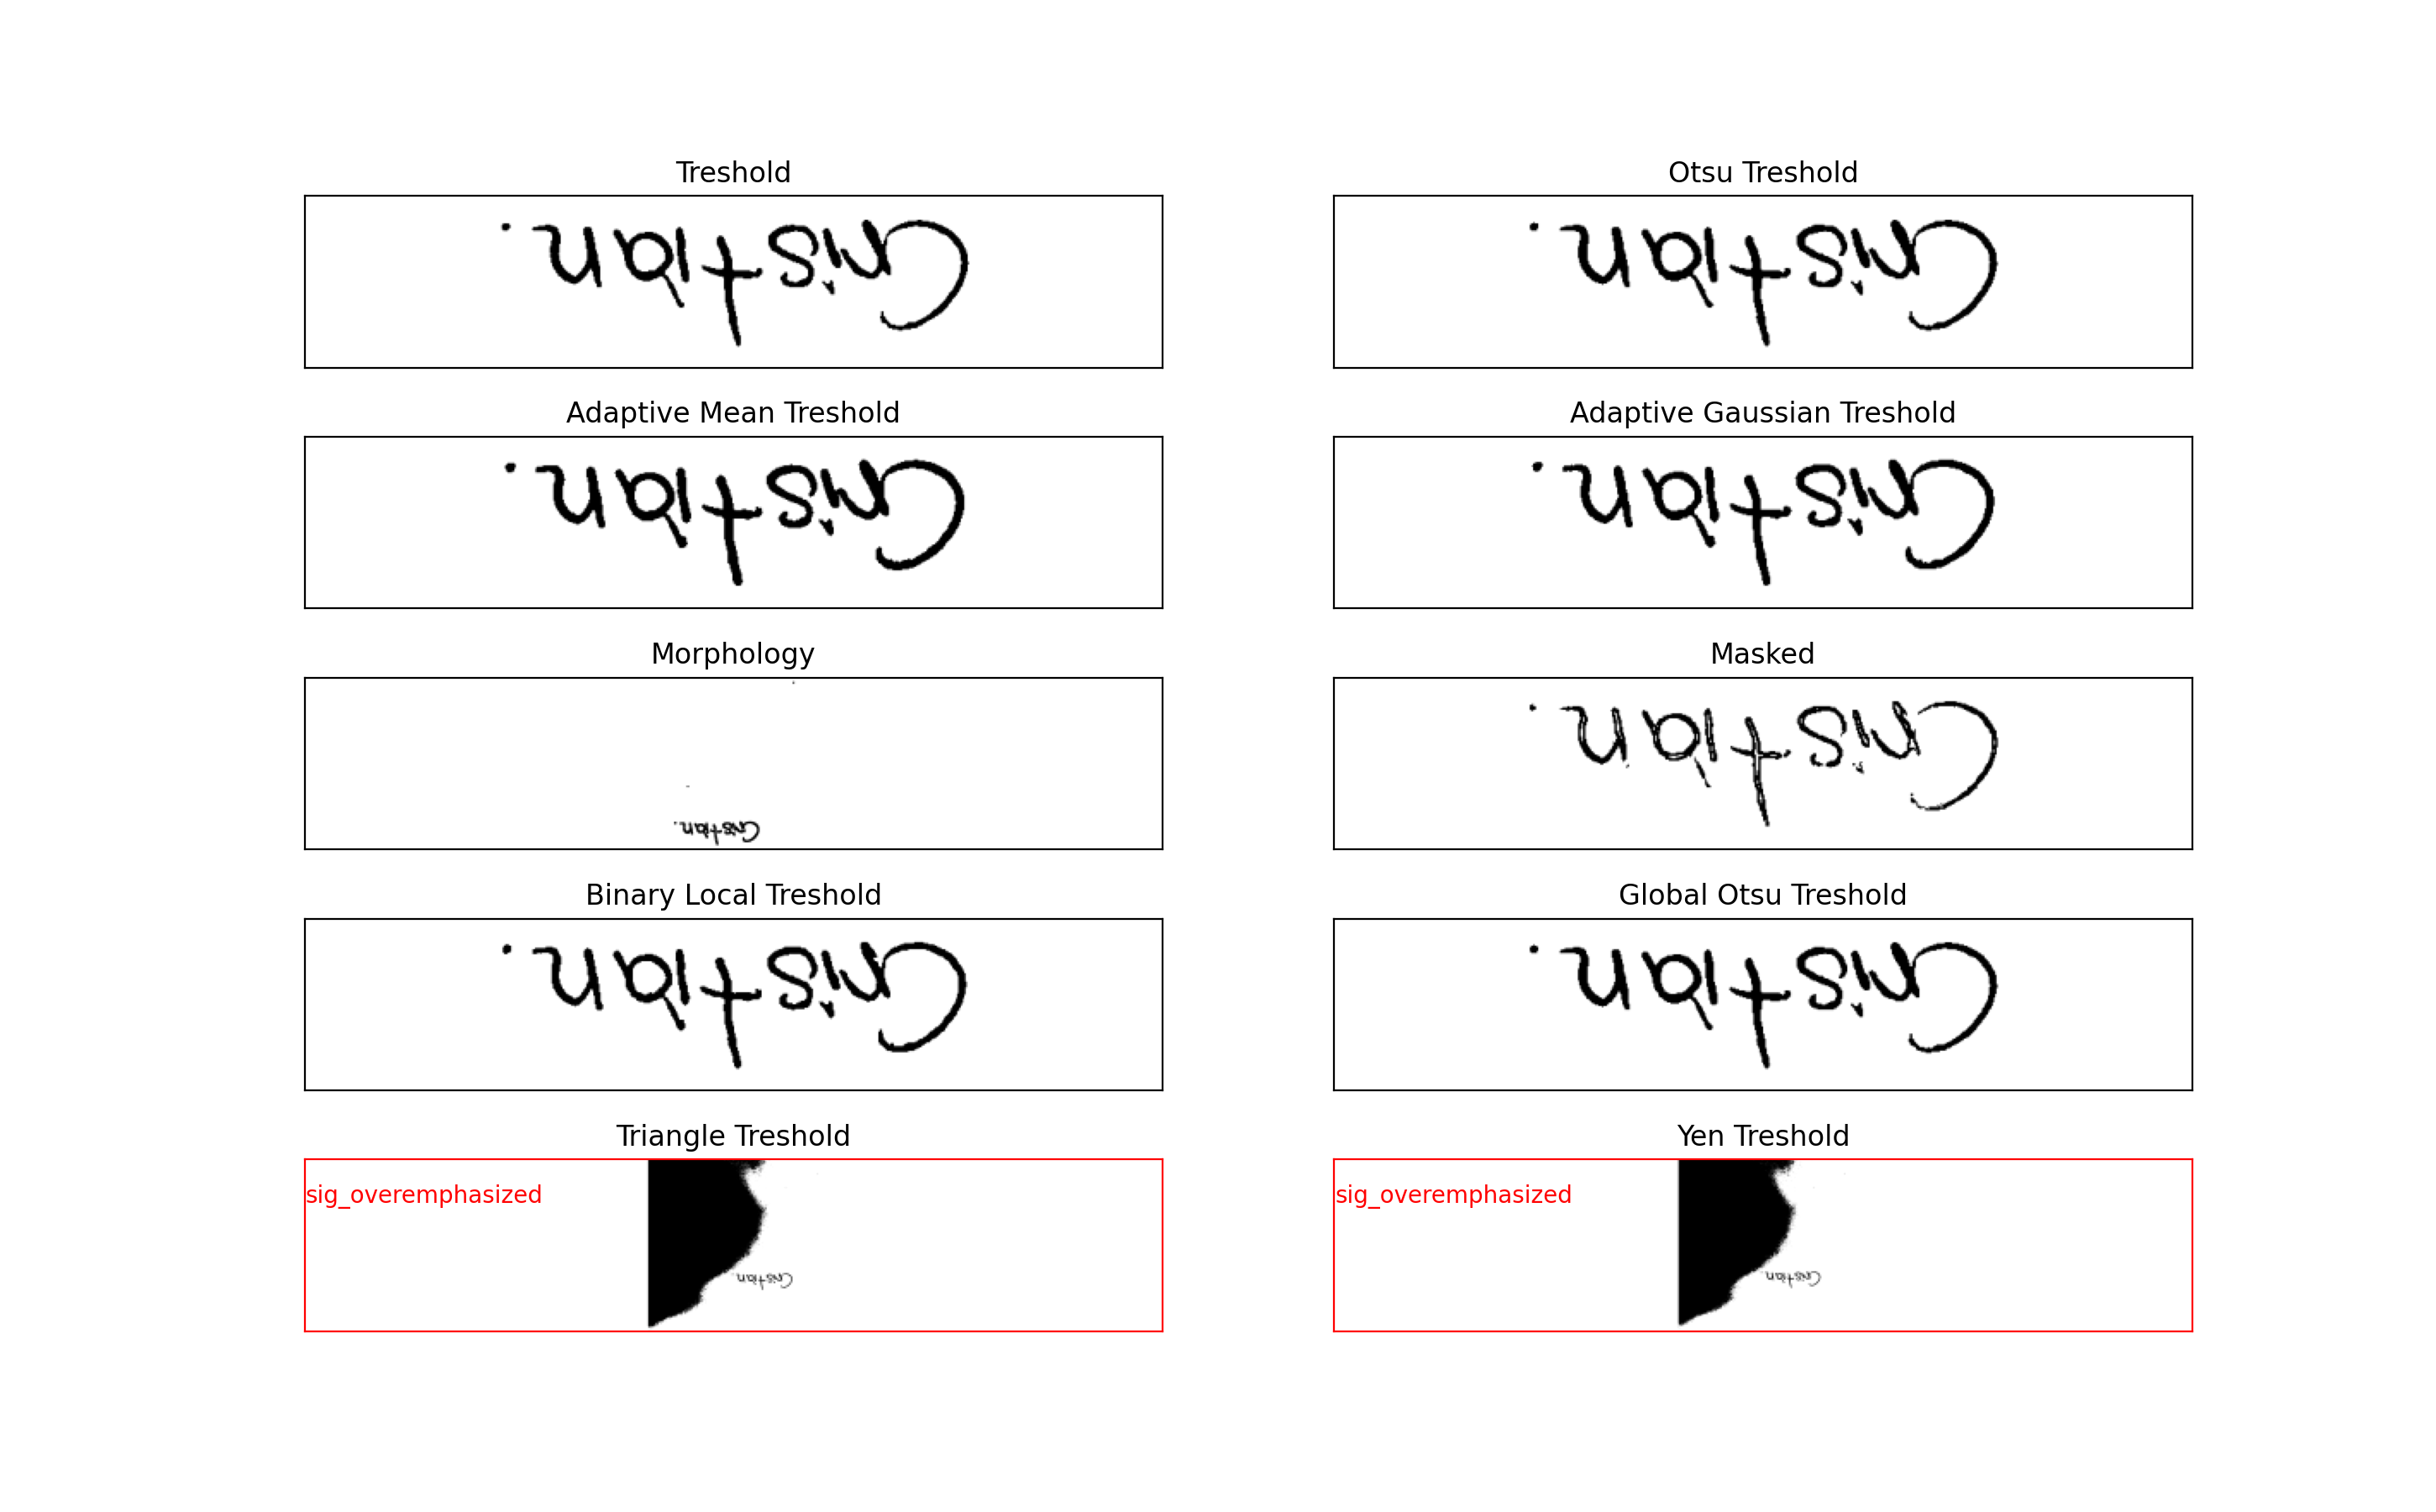 Treshold
Cristian.
Otsu Treshold
Cristian.
Adaptive Mean Treshold
Cristian.
Adaptive Gaussian Treshold
Cristian.
Morphology
Cristian.
Masked
Cristian.
Binary Local Treshold
Cristian.
Global Otsu Treshold
Cristian.
Triangle Treshold
sig_overemphasized
Cristian.
Yen Treshold
sig_overemphasized
Cristian.